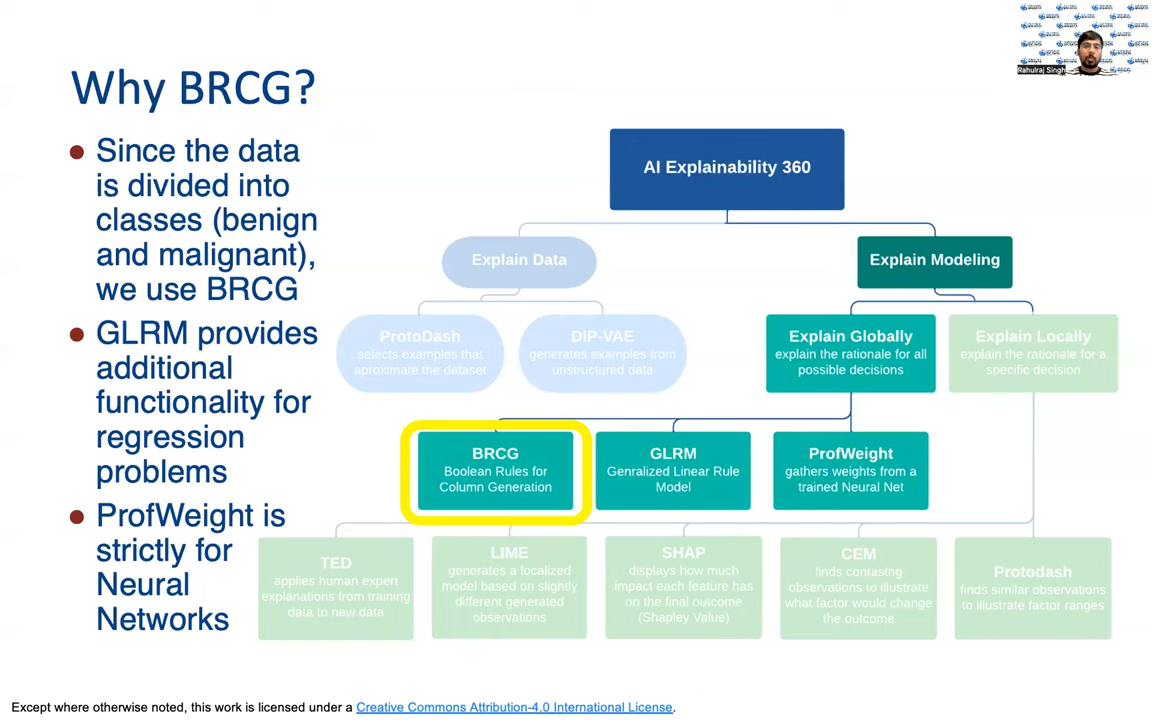 Rahulraj Singh
Why BRCG?
Since the data
is divided into
classes (benign
and malignant),
we use BRCG
GLRM provides
additional
functionality for
regression
problems
ProfWeight is
strictly for
Neural
Networks
AI Explainability 360
Explain Data
Explain Modeling
ProtoDash
selects examples that
aproximate the dataset
DIP-VAE
generates examples from
unstructured data
Explain Globally
explain the rationale for all
possible decisions
Explain Locally
explain the rationale for a
specific decision
BRCG
Boolean Rules for
Column Generation
GLRM
Genralized Linear Rule
Model
ProfWeight
gathers weights from a
trained Neural Net
TED
applies human expert
explanations from training
data to new data
LIME
generates a localized
model based on slightly
different generated
observations
SHAP
displays how much
impact each feature has
on the final outcome
(Shapley Value)
CEM
finds contasting
observations to illustrate
what factor would change
the outcome
Protodash
finds similar observations
to illustrate factor ranges
Except where otherwise noted, this work is licensed under a Creative Commons Attribution-4.0 International License.